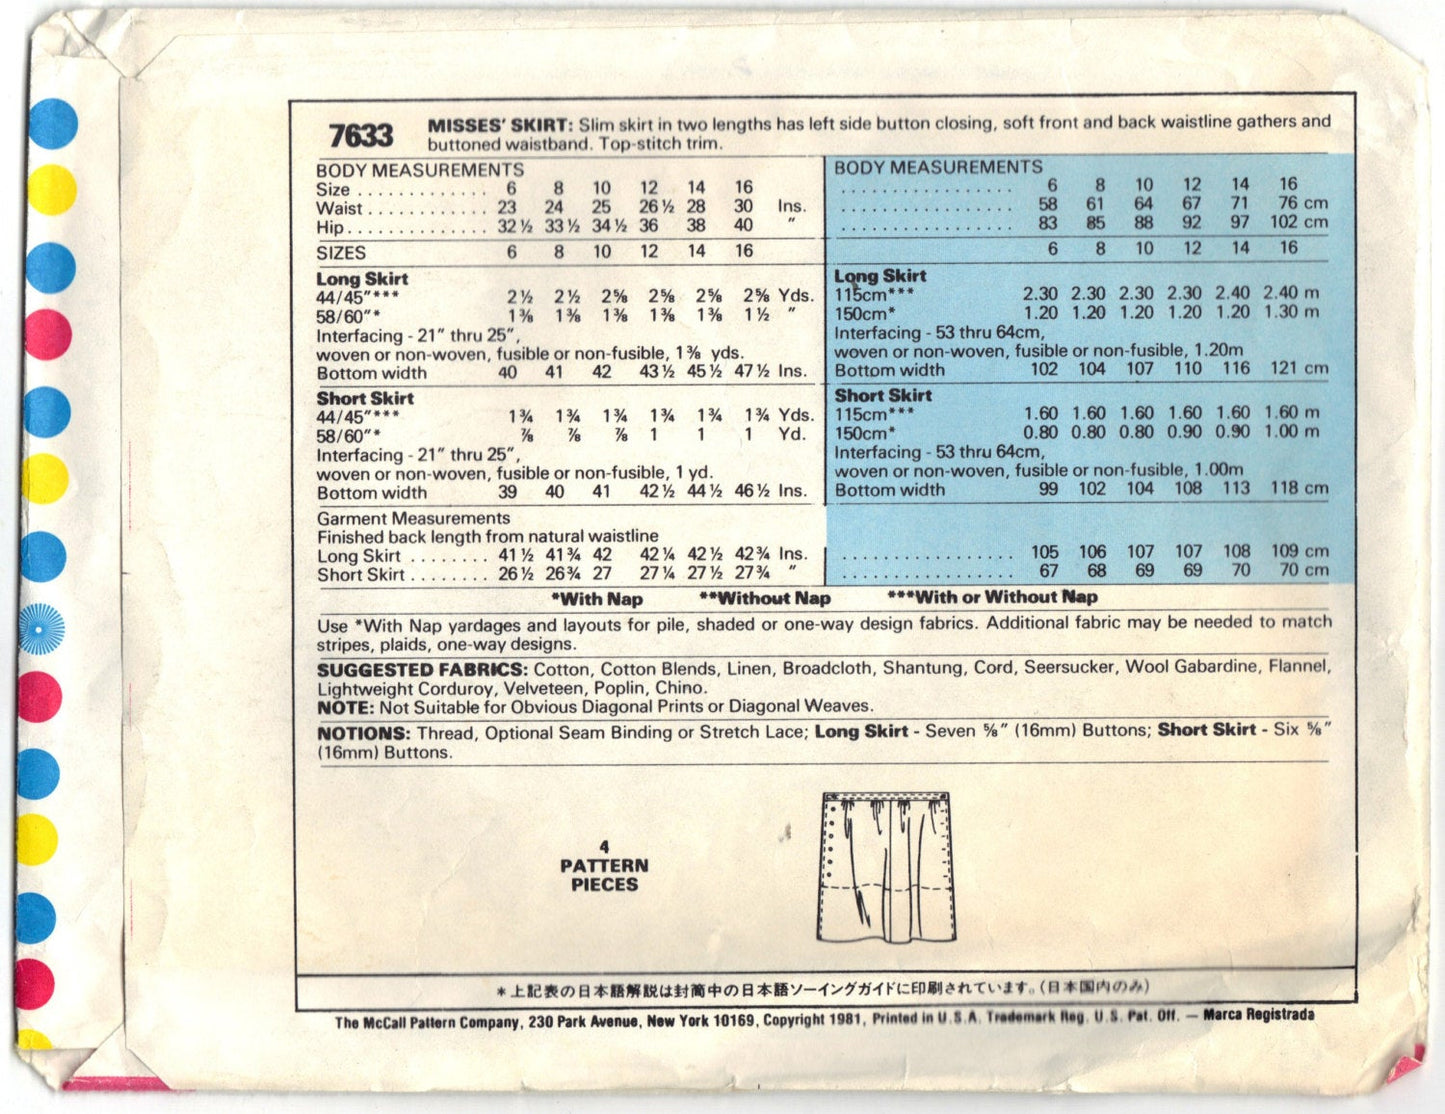 7633
MISSES' SKIRT: Slim skirt in two lengths has left side button closing, soft front and back waistline gathers and
buttoned waistband. Top-stitch trim.
BODY MEASUREMENTS
Size . . . . . . . . . . . . . 6 8 10 12 14 16
Waist . . . . . . . . . . . . 23 24 25 26½ 28 30 Ins.
Hip. . . . . . . . . . . . . . 32½ 33½ 34½ 36 38 40 "
SIZES 6 8 10 12 14 16
Long Skirt
44/45"*** 2½ 2½ 2⅝ 2⅝ 2⅝ 2⅝ Yds.
58/60"* 1⅜ 1⅜ 1⅜ 1⅜ 1⅜ 1½ "
Interfacing - 21" thru 25",
woven or non-woven, fusible or non-fusible, 1⅜ yds.
Bottom width 40 41 42 43½ 45½ 47½ Ins.
Short Skirt
44/45"*** 1¾ 1¾ 1¾ 1¾ 1¾ 1¾ Yds.
58/60"* ⅞ ⅞ ⅞ 1 1 1 Yd.
Interfacing - 21" thru 25",
woven or non-woven, fusible or non-fusible, 1 yd.
Bottom width 39 40 41 42½ 44½ 46½ Ins.
Garment Measurements
Finished back length from natural waistline
Long Skirt . . . . . . . . 41½ 41¾ 42 42¼ 42½ 42¾ Ins.
Short Skirt . . . . . . . . 26½ 26¾ 27 27¼ 27½ 27¾ "
BODY MEASUREMENTS
. . . . . . . . . . . . . . . . . 6 8 10 12 14 16
. . . . . . . . . . . . . . . . . 58 61 64 67 71 76 cm
. . . . . . . . . . . . . . . . . 83 85 88 92 97 102 cm
6 8 10 12 14 16
Long Skirt
115cm*** 2.30 2.30 2.30 2.30 2.40 2.40 m
150cm* 1.20 1.20 1.20 1.20 1.20 1.30 m
Interfacing - 53 thru 64cm,
woven or non-woven, fusible or non-fusible, 1.20m
Bottom width 102 104 107 110 116 121 cm
Short Skirt
115cm*** 1.60 1.60 1.60 1.60 1.60 1.60 m
150cm* 0.80 0.80 0.80 0.90 0.90 1.00 m
Interfacing - 53 thru 64cm,
woven or non-woven, fusible or non-fusible, 1.00m
Bottom width 99 102 104 108 113 118 cm
. . . . . . . . . . . . . . . . . 105 106 107 107 108 109 cm
. . . . . . . . . . . . . . . . . 67 68 69 69 70 70 cm
*With Nap **Without Nap ***With or Without Nap
Use *With Nap yardages and layouts for pile, shaded or one-way design fabrics. Additional fabric may be needed to match
stripes, plaids, one-way designs.
SUGGESTED FABRICS: Cotton, Cotton Blends, Linen, Broadcloth, Shantung, Cord, Seersucker, Wool Gabardine, Flannel,
Lightweight Corduroy, Velveteen, Poplin, Chino.
NOTE: Not Suitable for Obvious Diagonal Prints or Diagonal Weaves.
NOTIONS: Thread, Optional Seam Binding or Stretch Lace; Long Skirt - Seven ⅝" (16mm) Buttons; Short Skirt - Six ⅝"
(16mm) Buttons.
4
PATTERN
PIECES
*上記表の日本語解説は封筒中の日本語ソーイングガイドに印刷されています。(日本国内のみ)
The McCall Pattern Company, 230 Park Avenue, New York 10169, Copyright 1981, Printed in U.S.A. Trademark Reg. U.S. Pat. Off. — Marca Registrada